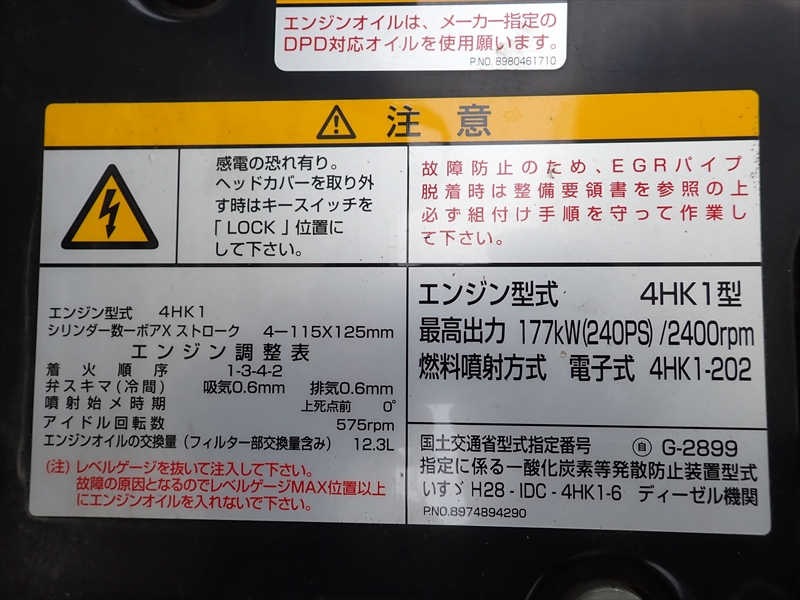 エンジンオイルは、メーカー指定の
DPD対応オイルを使用願います。
P.NO. 8980461710
注意
感電の恐れ有り。
ヘッドカバーを取り外
す時はキースイッチを
「LOCK」位置に
して下さい。
故障防止のため、EGRパイプ
脱着時は整備要領書を参照の上
必ず組付け手順を守って作業し
て下さい。
エンジン型式 4HK1
シリンダー数ーボアX ストローク 4ー115X125mm
エンジン調整表
着火順序 1-3-4-2
弁スキマ(冷間) 吸気0.6mm 排気0.6mm
噴射始メ時期 上死点前 0°
アイドル回転数 575rpm
エンジンオイルの交換量(フィルター部交換量含み) 12.3L
(注)レベルゲージを抜いて注入して下さい。
故障の原因となるのでレベルゲージMAX位置以上
にエンジンオイルを入れないで下さい。
エンジン型式 4HK1型
最高出力 177kW(240PS)/2400rpm
燃料噴射方式 電子式 4HK1-202
国土交通省型式指定番号 自 G-2899
指定に係る一酸化炭素等発散防止装置型式
いすゞ H28 - IDC - 4HK1-6 ディーゼル機関
P.NO.8974894290